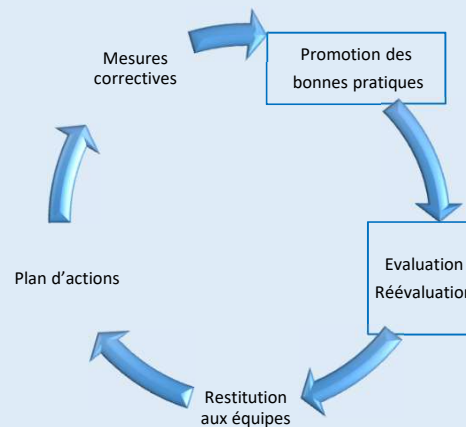 Mesures
correctives
Promotion des
bonnes pratiques
Evaluation
Réévaluation
Plan d’actions
Restitution
aux équipes